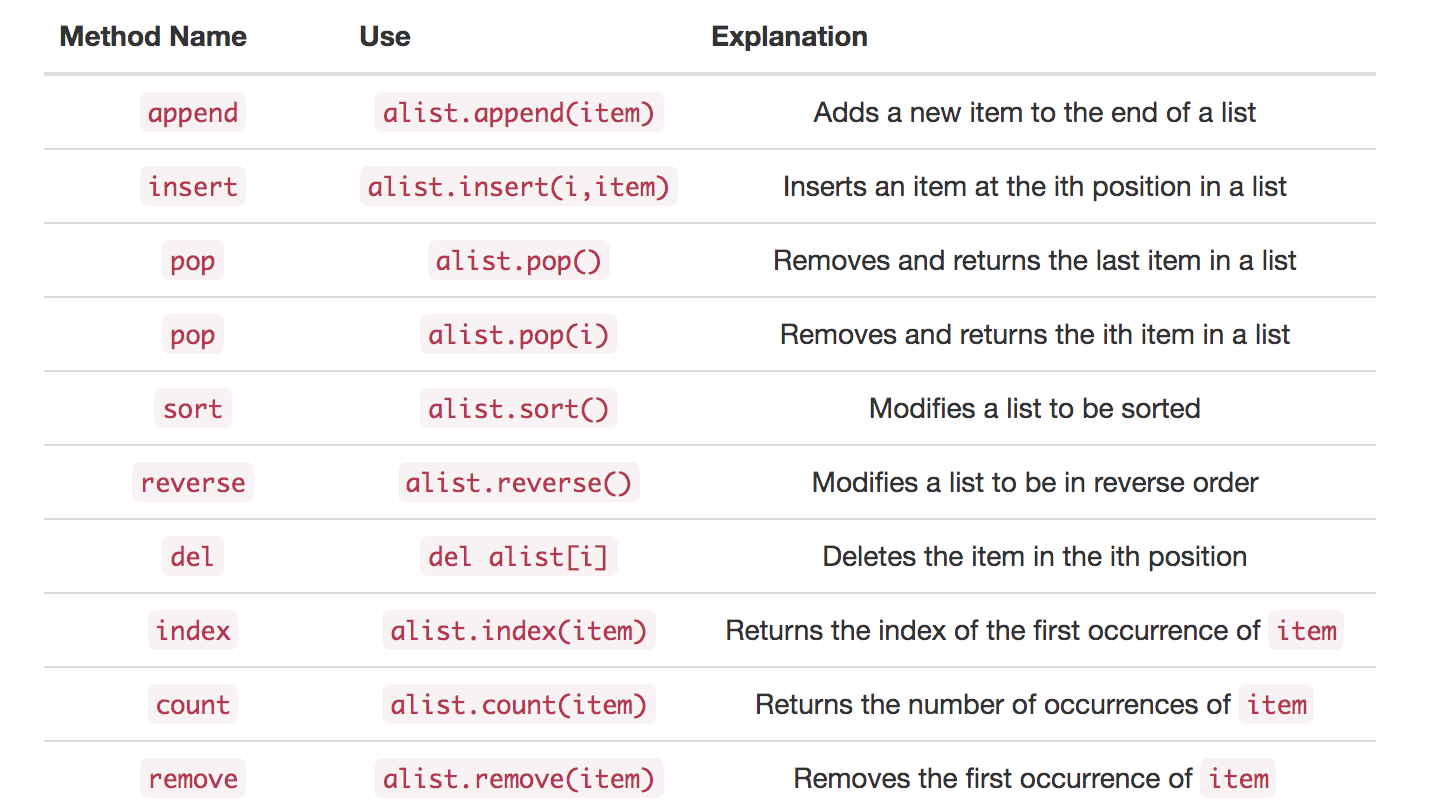 Method Name Use Explanation
append alist.append(item) Adds a new item to the end of a list
insert alist.insert(i,item) Inserts an item at the ith position in a list
pop alist.pop() Removes and returns the last item in a list
pop alist.pop(i) Removes and returns the ith item in a list
sort alist.sort() Modifies a list to be sorted
reverse alist.reverse() Modifies a list to be in reverse order
del del alist[i] Deletes the item in the ith position
index alist.index(item) Returns the index of the first occurrence of item
count alist.count(item) Returns the number of occurrences of item
remove alist.remove(item) Removes the first occurrence of item